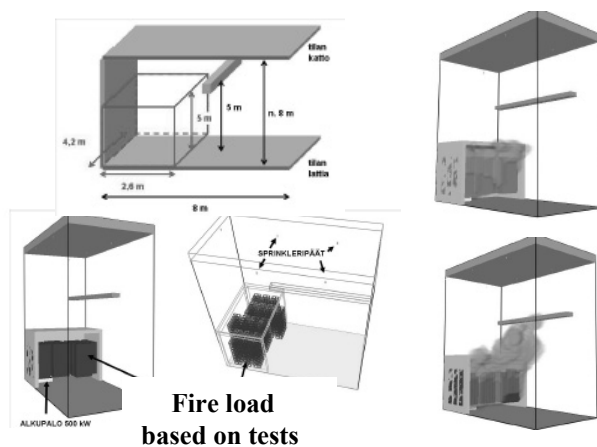 tilan
katto
5 m
5 m
n. 8 m
4,2 m
2,6 m
tilan
lattia
8 m
SPRINKLERIPÄÄT
ALKUPALO 500 kW
Fire load
based on tests